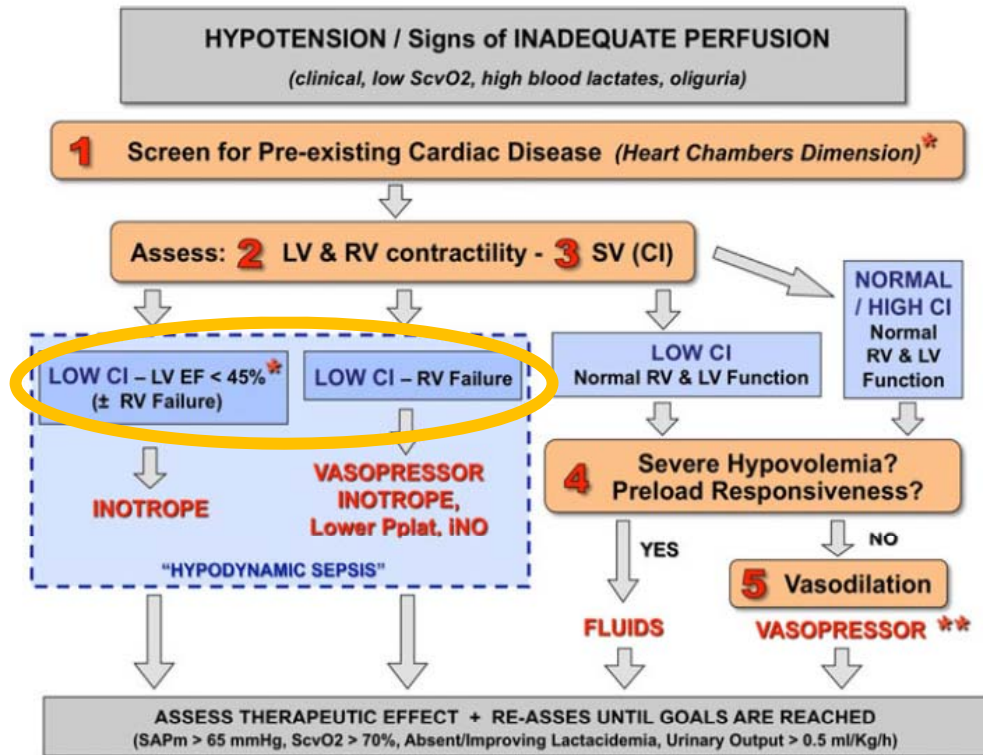 HYPOTENSION / Signs of INADEQUATE PERFUSION
(clinical, low ScvO2, high blood lactates, oliguria)
1 Screen for Pre-existing Cardiac Disease (Heart Chambers Dimension)*
Assess: 2 LV & RV contractility - 3 SV (CI)
LOW CI – LV EF < 45%*
(± RV Failure)
INOTROPE
LOW CI – RV Failure
VASOPRESSOR
INOTROPE,
Lower Pplat, iNO
"HYPODYNAMIC SEPSIS"
LOW CI
Normal RV & LV Function
NORMAL
/ HIGH CI
Normal
RV & LV
Function
4 Severe Hypovolemia?
Preload Responsiveness?
YES
NO
FLUIDS
5 Vasodilation
VASOPRESSOR **
ASSESS THERAPEUTIC EFFECT + RE-ASSES UNTIL GOALS ARE REACHED
(SAPm > 65 mmHg, ScvO2 > 70%, Absent/Improving Lactacidemia, Urinary Output > 0.5 ml/Kg/h)